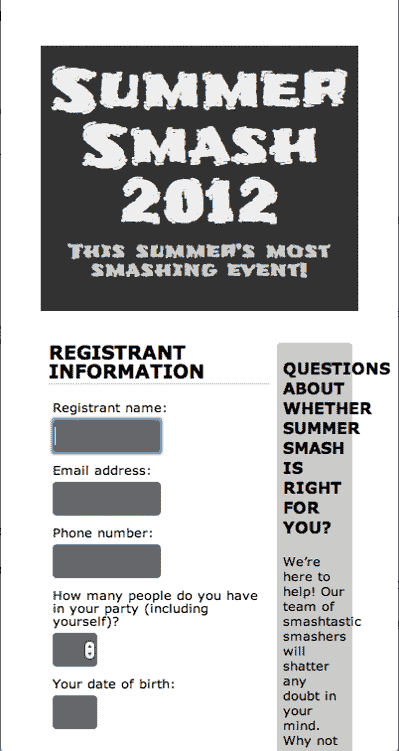 SUMMER
SMASH
2012
THIS SUMMER'S MOST
SMASHING EVENT!
REGISTRANT
INFORMATION
Registrant name:
Email address:
Phone number:
How many people do you have
in your party (including
yourself)?
Your date of birth:
QUESTIONS
ABOUT
WHETHER
SUMMER
SMASH
IS
RIGHT
FOR
YOU?
We’re
here to
help! Our
team of
smashtastic
smashers
will
shatter
any
doubt in
your
mind.
Why not